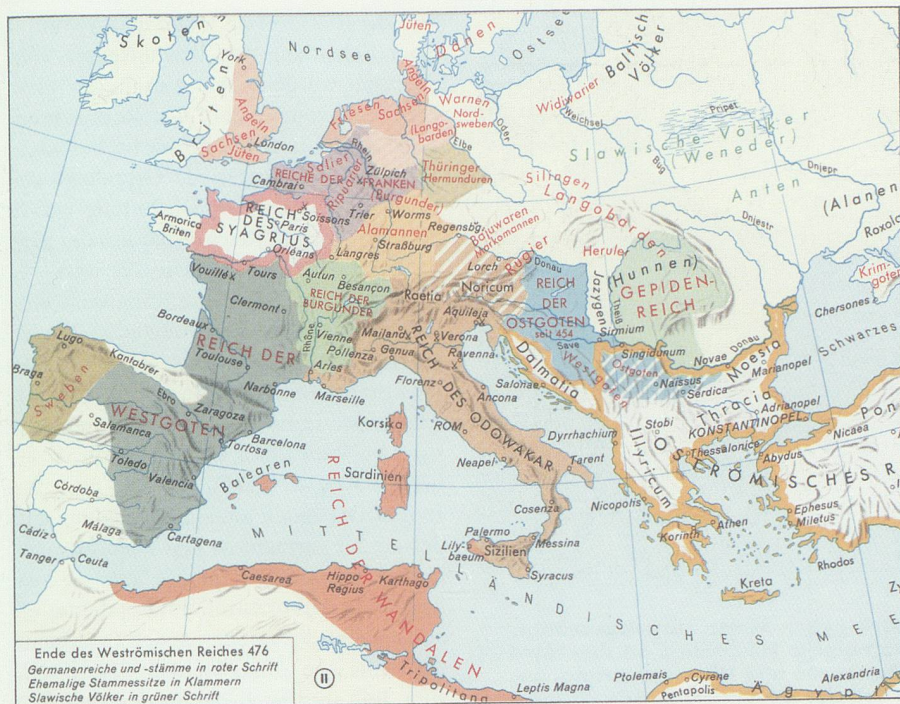 Skoten
Nordsee
Jüten
Dänen
Ostsee
Baltische
Völker
York
Briten
Angeln
Sachsen
Jüten
London
Angeln
Friesen
Sachsen
Warnen
Nord-
sweben
(Lango-
barden
Elbe
Oder
Widiwarier
Weichsel
Pripet
Slawische Völker
(Weneder)
Bug
Dnjepr
Anten
Dnjestr
(Alanen
Roxola
Krim-
goten
Chersones
Schwarzes
Salier
REICHE DER FRANKEN
Ripuarier
Rhein
Zülpich
Cambrai
Thüringer
Hermunduren
Burgunder
Silingen
Langobarden
Armorica
Briten
REICH
DES
SYAGRIUS
Soissons
Paris
Orléans
Trier
Worms
Alamannen
Straßburg
Langres
Regensbg.
Bajuwaren
Markomannen
Rugier
Heruler
(Hunnen)
Jazygen
Theiß
GEPIDEN-
REICH
Vouillé
Tours
Autun
Besançon
REICH DER
BURGUNDER
Raetia
Lorch
Noricum
Donau
REICH
DER
OSTGOTEN
seit 454
Sirmium
Save
Clermont
Bordeaux
REICH DER
WESTGOTEN
Toulouse
Rhône
Vienne
Pollenza
Arles
Marseille
Narbonne
Mailand
Genua
Aquileja
Verona
Ravenna
Florenz
Ancona
ROM
REICH DES ODOWAKAR
Neapel
Tarent
Cosenza
Dalmatia
Salonae
Westgoten
Ostgoten
Singidunum
Naissus
Serdica
Novae
Donau
Moesia
Marianopel
Thracia
Adrianopel
KONSTANTINOPEL
Pon
Nicaea
Dyrrhachium
Illyricum
Stobi
Thessalonice
Abydus
OSTRÖMISCHES R
Nicopolis
Athen
Korinth
Ephesus
Miletus
Rhodos
Kreta
Zy
Lugo
Kantabrer
Braga
Sweben
Ebro
Zaragoza
Salamanca
Barcelona
Tortosa
Toledo
Valencia
Balearen
Córdoba
Málaga
Cartagena
Cádiz
Tanger
Ceuta
Korsika
Sardinien
Palermo
Lily-
baeum
Sizilien
Messina
Syracus
MITTELLÄNDISCHES MEE
Caesarea
Hippo
Regius
Karthago
REICH DER WANDALEN
Tripolitana
Leptis Magna
Ptolemais
Cyrene
Pentapolis
Ägypt
Alexandria
Ende des Weströmischen Reiches 476
Germanenreiche und -stämme in roter Schrift
Ehemalige Stammessitze in Klammern
Slawische Völker in grüner Schrift
II